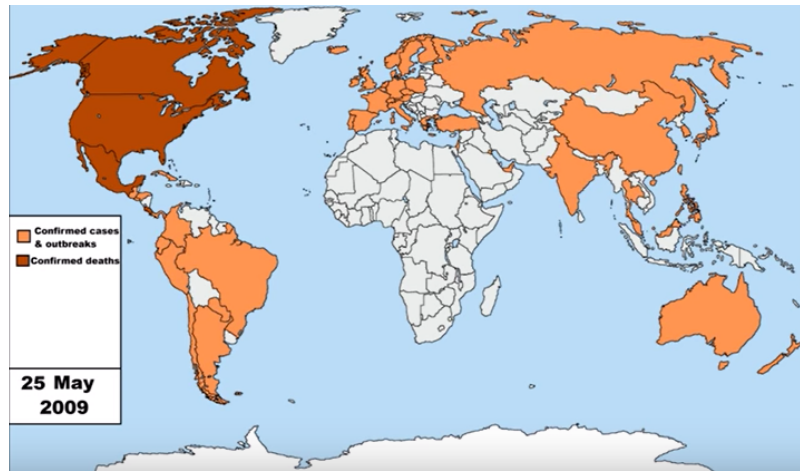 Confirmed cases
& outbreaks
Confirmed deaths
25 May
2009